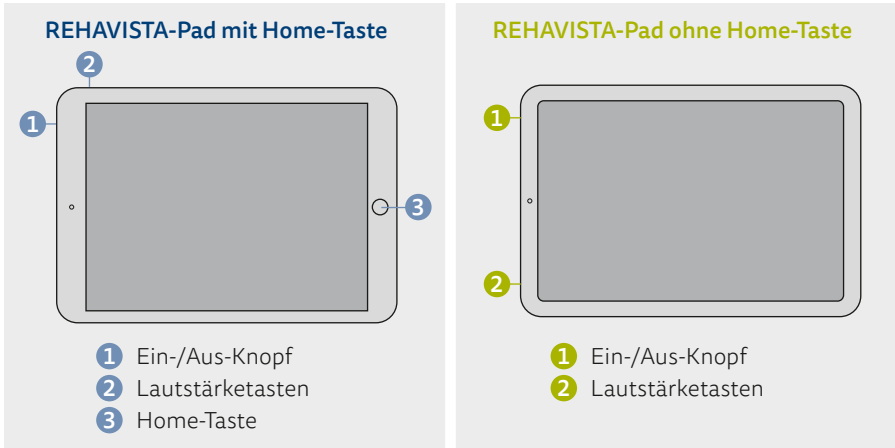 REHAVISTA-Pad mit Home-Taste
2
1
3
1 Ein-/Aus-Knopf
2 Lautstärketasten
3 Home-Taste
REHAVISTA-Pad ohne Home-Taste
1
2
1 Ein-/Aus-Knopf
2 Lautstärketasten